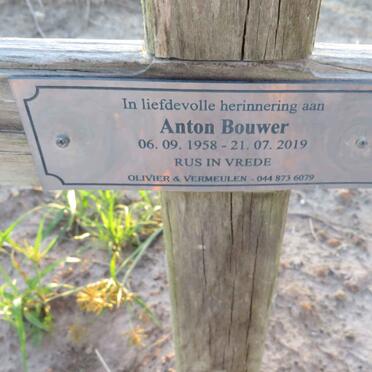 In liefdevolle herinnering aan
Anton Bouwer
06. 09. 1958 - 21. 07. 2019
RUS IN VREDE
OLIVIER & VERMEULEN - 044 873 6079